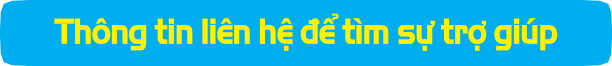 Thông tin liên hệ để tìm sự trợ giúp